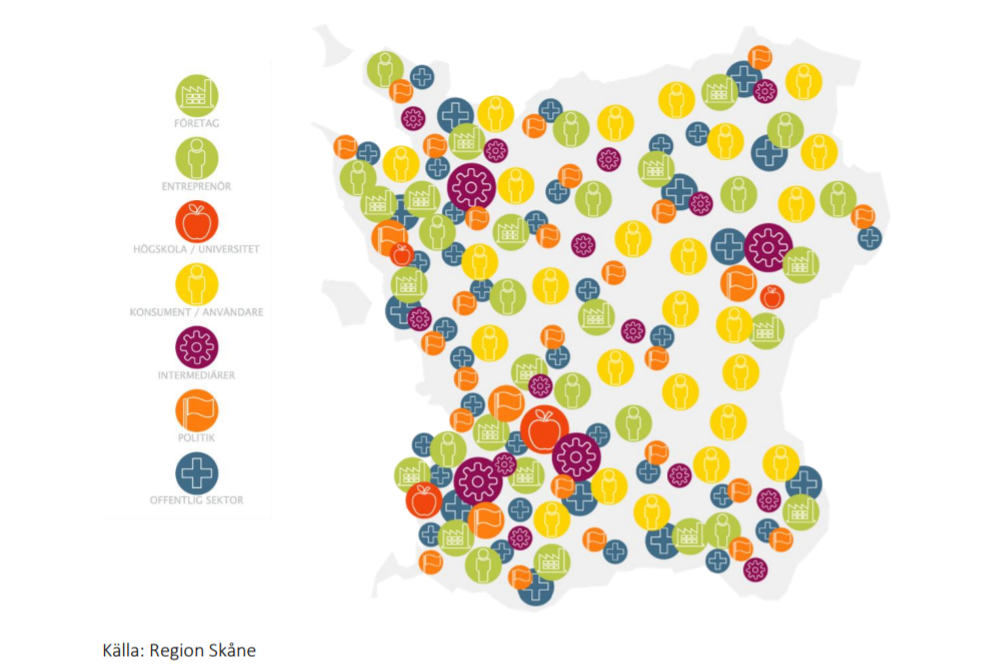 FÖRETAG
ENTREPRENÖR
HÖGSKOLA / UNIVERSITET
KONSUMENT / ANVÄNDARE
INTERMEDIÄRER
POLITIK
OFFENTLIG SEKTOR
Källa: Region Skåne